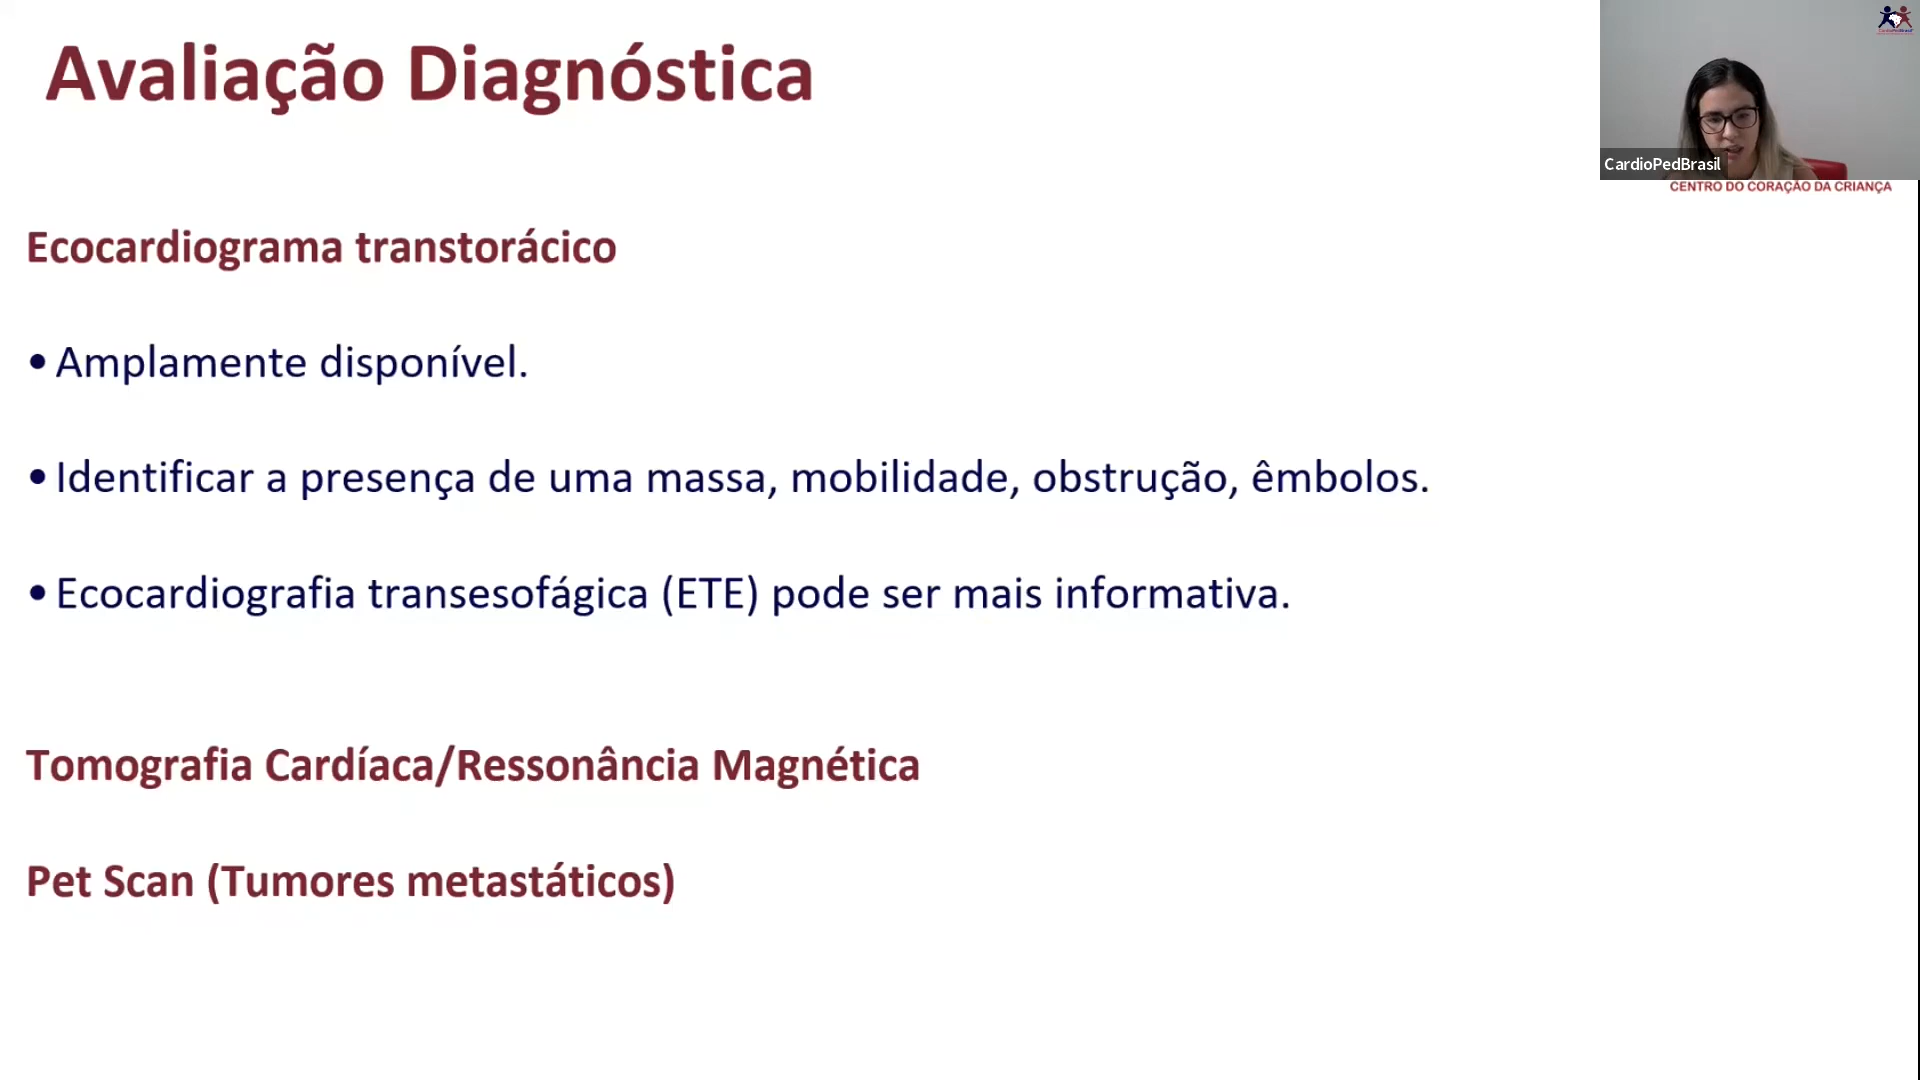 Avaliação Diagnóstica
CardioPedBrasil
CENTRO DO CORAÇÃO DA CRIANÇA
Ecocardiograma transtorácico
• Amplamente disponível.
• Identificar a presença de uma massa, mobilidade, obstrução, êmbolos.
• Ecocardiografia transesofágica (ETE) pode ser mais informativa.
Tomografia Cardíaca/Ressonância Magnética
Pet Scan (Tumores metastáticos)